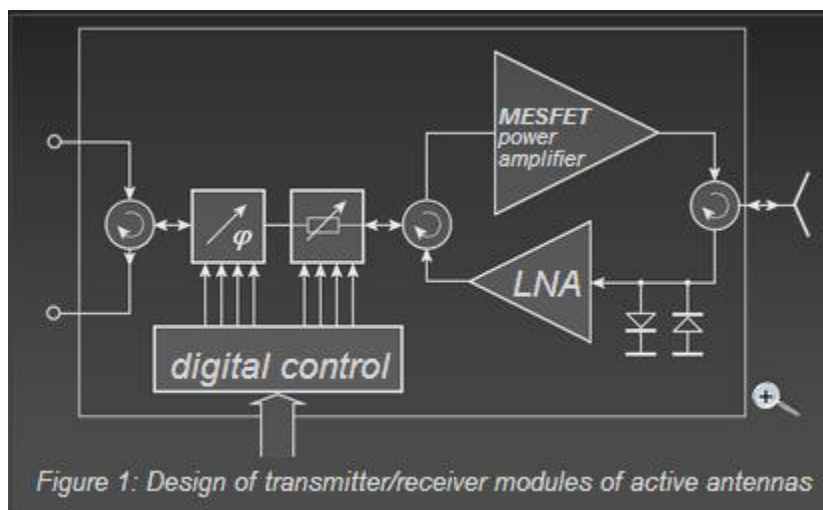 MESFET
power
amplifier
φ
LNA
digital control
Figure 1: Design of transmitter/receiver modules of active antennas